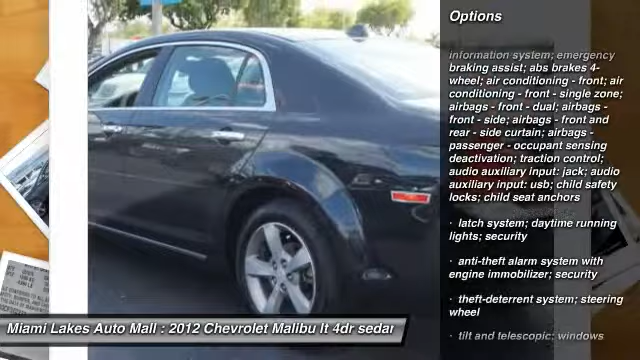 Options
information system; emergency
braking assist; abs brakes 4-
wheel; air conditioning - front; air
conditioning - front - single zone;
airbags - front - dual; airbags -
front - side; airbags - front and
rear - side curtain; airbags -
passenger - occupant sensing
deactivation; traction control;
audio auxiliary input: jack; audio
auxiliary input: usb; child safety
locks; child seat anchors
· latch system; daytime running
lights; security
· anti-theft alarm system with
engine immobilizer; security
· theft-deterrent system; steering
wheel
· tilt and telescopic; windows
Miami Lakes Auto Mall : 2012 Chevrolet Malibu lt 4dr sedan